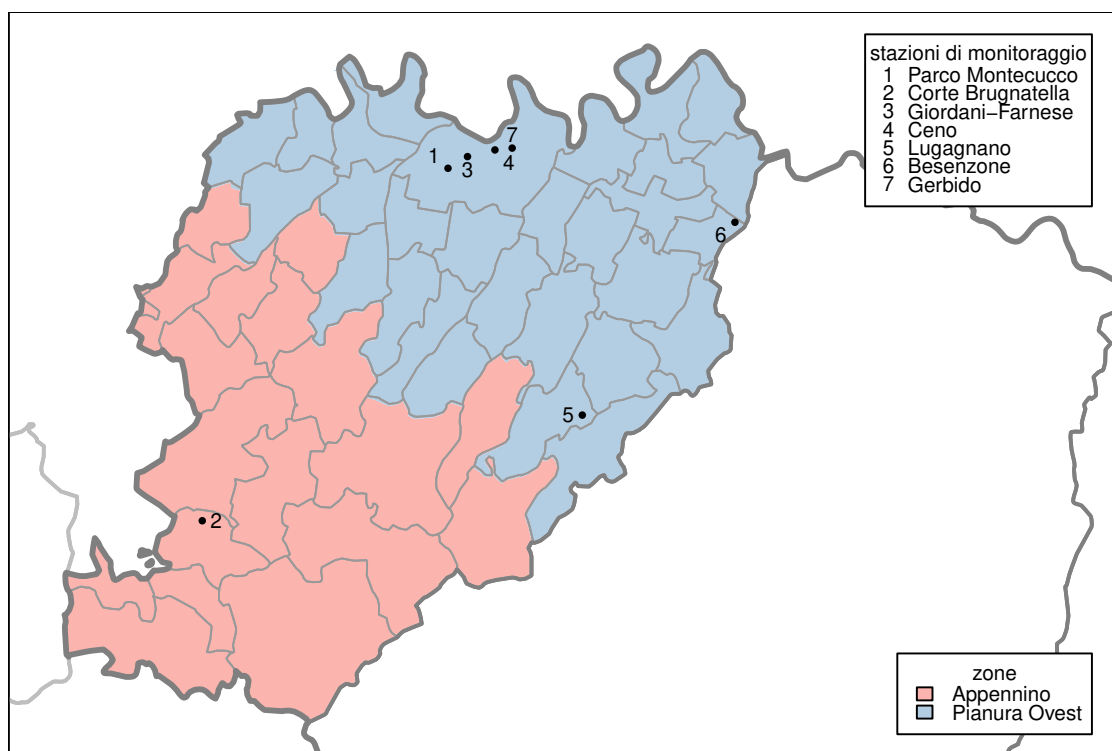 stazioni di monitoraggio
1 Parco Montecucco
2 Corte Brugnatella
3 Giordani−Farnese
4 Ceno
5 Lugagnano
6 Besenzone
7 Gerbido
7
1
3
4
6
5
2
zone
Appennino
Pianura Ovest